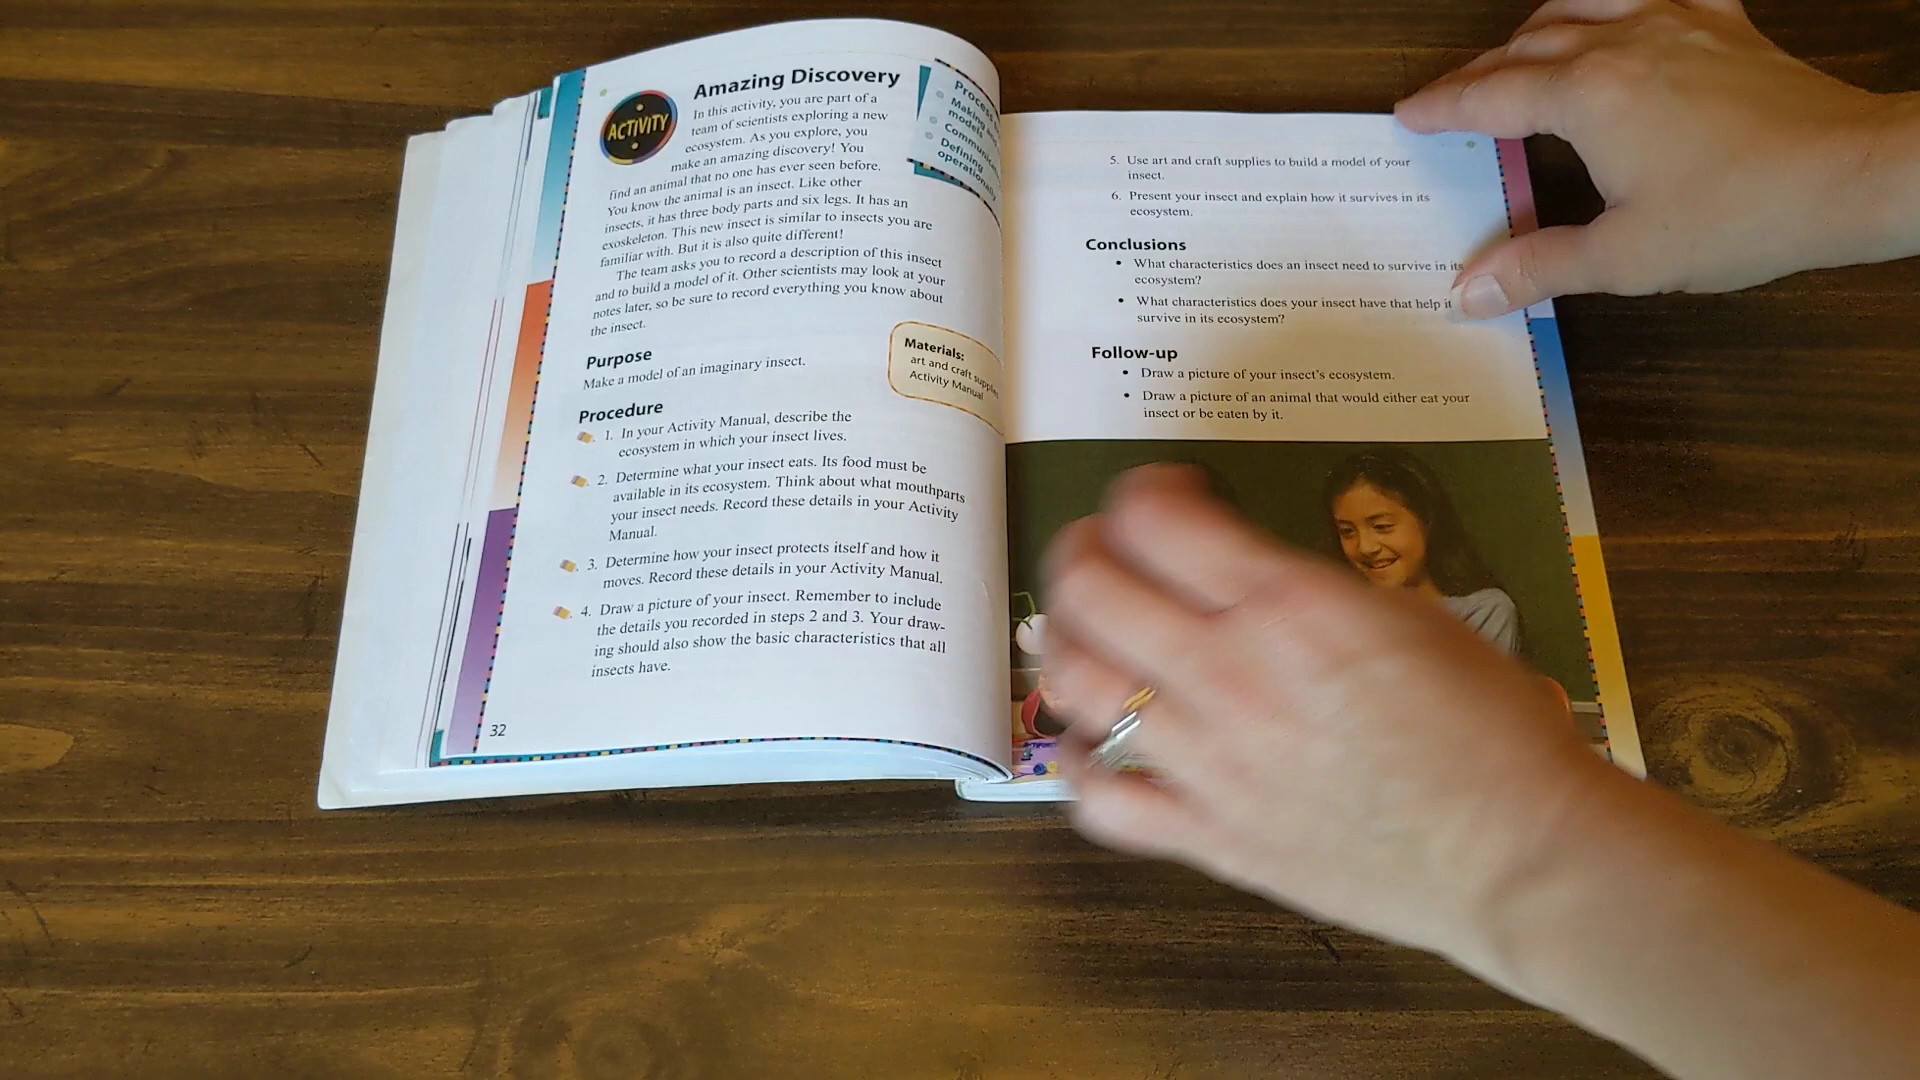 Amazing Discovery
ACTIVITY
In this activity, you are part of a
team of scientists exploring a new
ecosystem. As you explore, you
make an amazing discovery! You
find an animal that no one has ever seen before.
You know the animal is an insect. Like other
insects, it has three body parts and six legs. It has an
exoskeleton. This new insect is similar to insects you are
familiar with. But it is also quite different!
The team asks you to record a description of this insect
and to build a model of it. Other scientists may look at your
notes later, so be sure to record everything you know about
the insect.
Making
models
Defining
Purpose
Make a model of an imaginary insect.
Materials:
art and craft
Activity Manual
Procedure
1. In your Activity Manual, describe the
ecosystem in which your insect lives.
2. Determine what your insect eats. Its food must be
available in its ecosystem. Think about what mouthparts
your insect needs. Record these details in your Activity
Manual.
3. Determine how your insect protects itself and how it
moves. Record these details in your Activity Manual.
4. Draw a picture of your insect. Remember to include
the details you recorded in steps 2 and 3. Your draw-
ing should also show the basic characteristics that all
insects have.
32
5. Use art and craft supplies to build a model of your
insect.
6. Present your insect and explain how it survives in its
ecosystem.
Conclusions
• What characteristics does an insect need to survive in its
ecosystem?
• What characteristics does your insect have that help it
survive in its ecosystem?
Follow-up
• Draw a picture of your insect's ecosystem.
• Draw a picture of an animal that would either eat your
insect or be eaten by it.